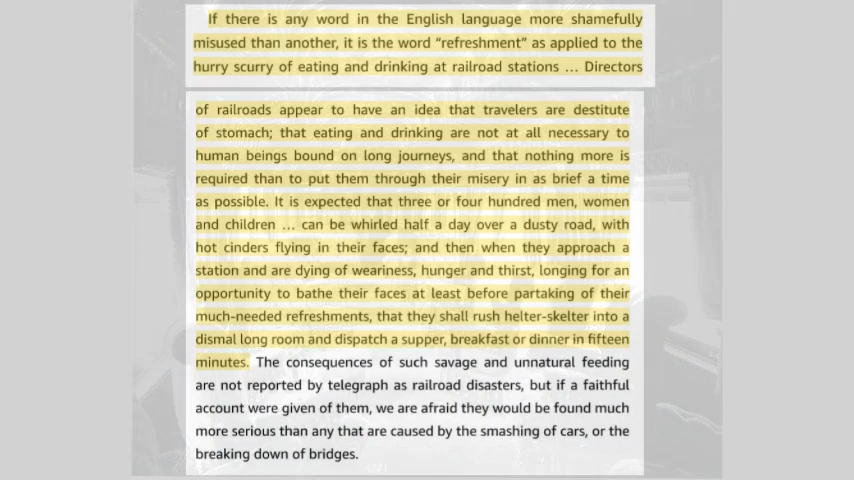 If there is any word in the English language more shamefully
misused than another, it is the word “refreshment” as applied to the
hurry scurry of eating and drinking at railroad stations … Directors
of railroads appear to have an idea that travelers are destitute
of stomach; that eating and drinking are not at all necessary to
human beings bound on long journeys, and that nothing more is
required than to put them through their misery in as brief a time
as possible. It is expected that three or four hundred men, women
and children … can be whirled half a day over a dusty road, with
hot cinders flying in their faces; and then when they approach a
station and are dying of weariness, hunger and thirst, longing for an
opportunity to bathe their faces at least before partaking of their
much-needed refreshments, that they shall rush helter-skelter into a
dismal long room and dispatch a supper, breakfast or dinner in fifteen
minutes. The consequences of such savage and unnatural feeding
are not reported by telegraph as railroad disasters, but if a faithful
account were given of them, we are afraid they would be found much
more serious than any that are caused by the smashing of cars, or the
breaking down of bridges.